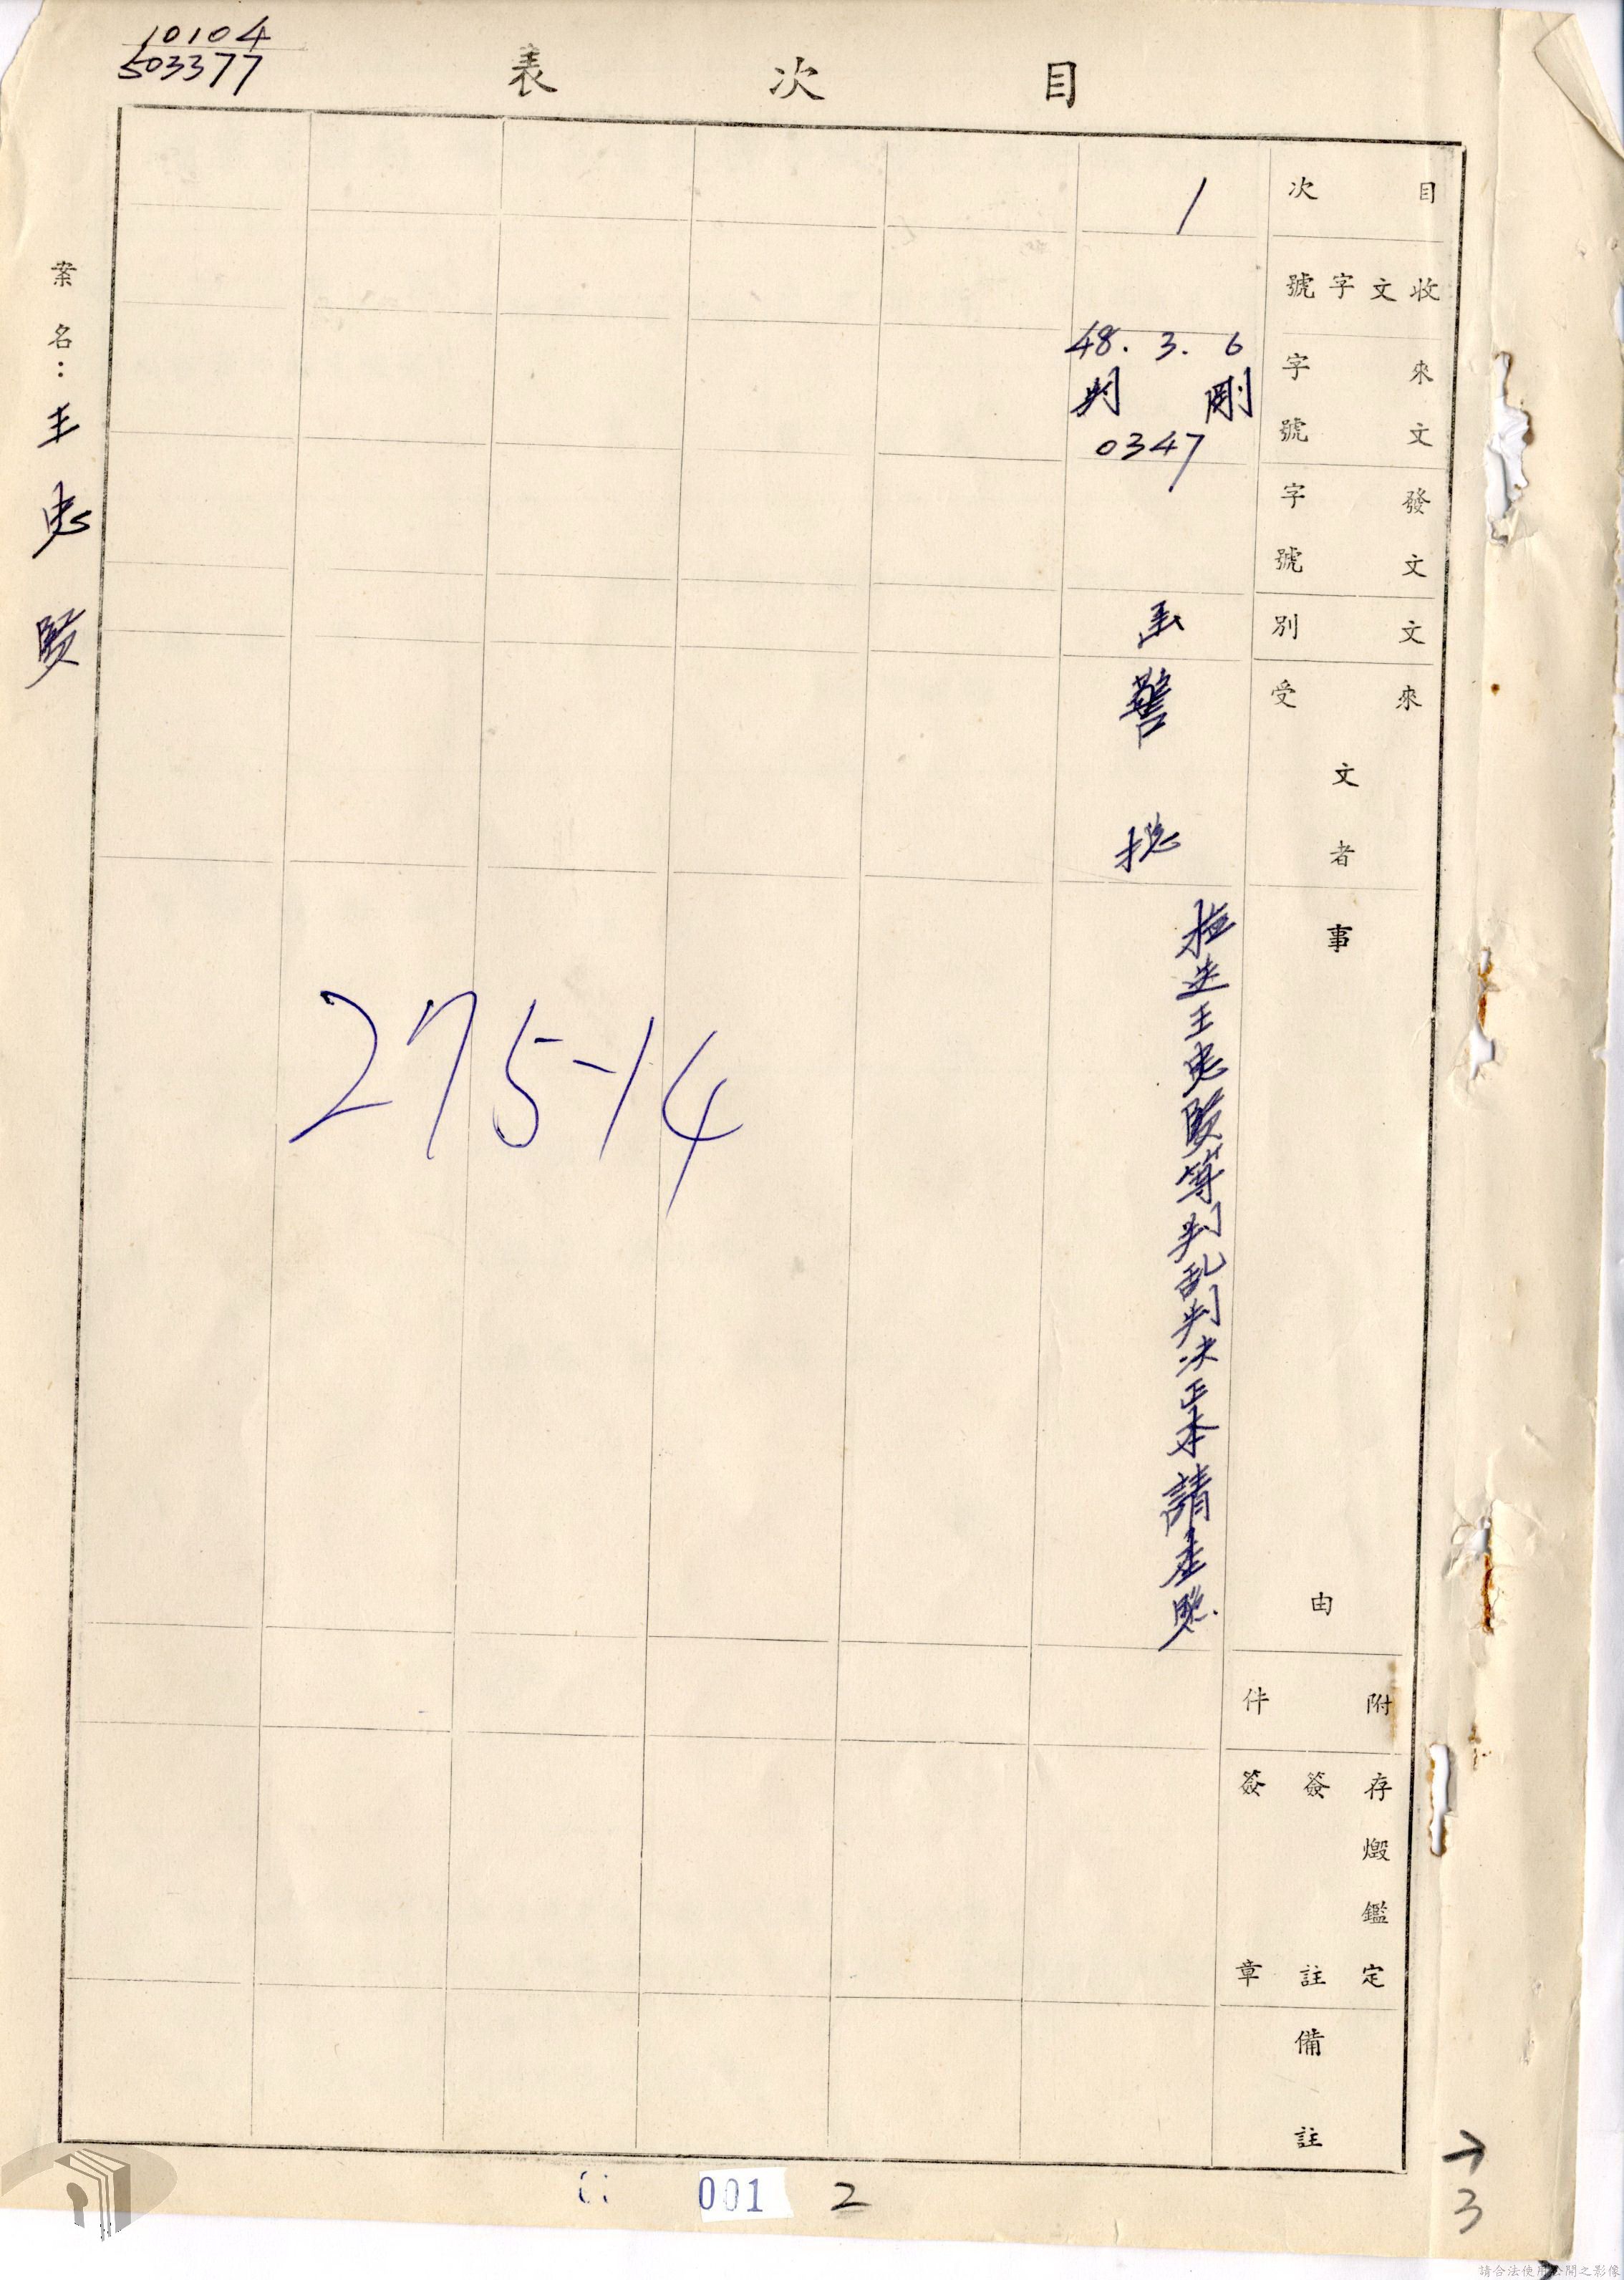 10104
503377
目次表
目次
收文字號
來文字號
發文字號
文別
來受文者
事由
附件
存燬鑑定
簽註
簽章
備註
1
48.3.6
判剛
0347
警總
檢送王忠賢等判乱判决正本請查照.
案名：王忠賢
275-14
001
2
→
3
請合法使用公開之影像